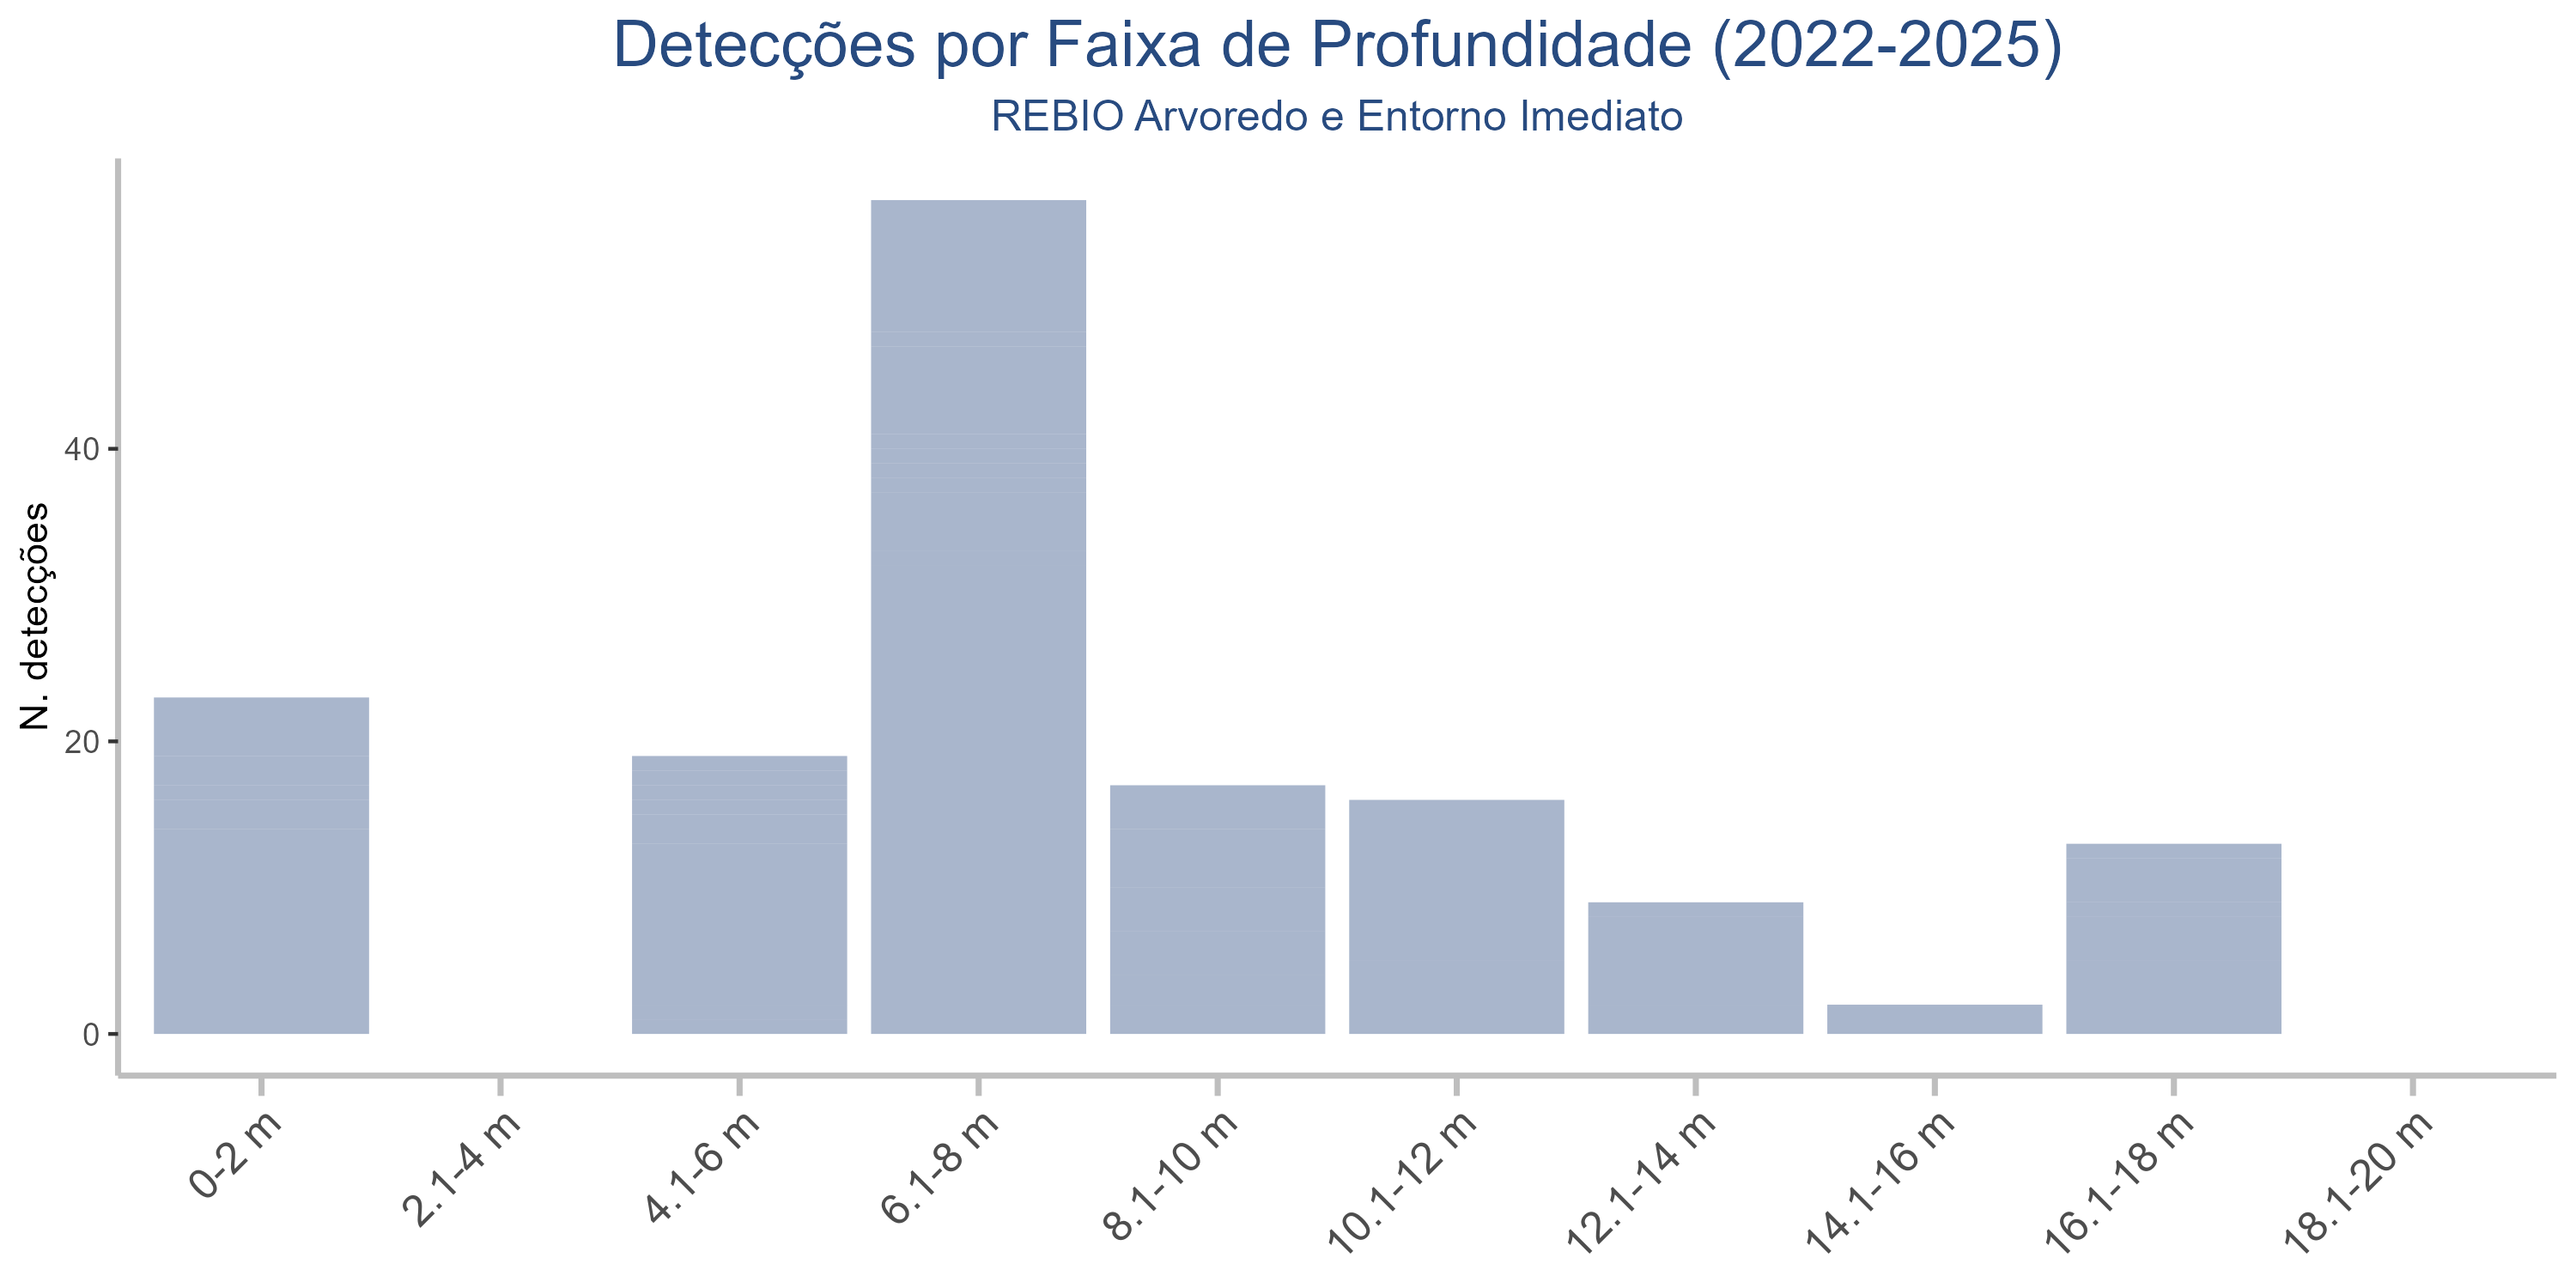 Detecções por Faixa de Profundidade (2022-2025)
REBIO Arvoredo e Entorno Imediato
N. detecções
40
20
0
0-2 m
2.1-4 m
4.1-6 m
6.1-8 m
8.1-10 m
10.1-12 m
12.1-14 m
14.1-16 m
16.1-18 m
18.1-20 m